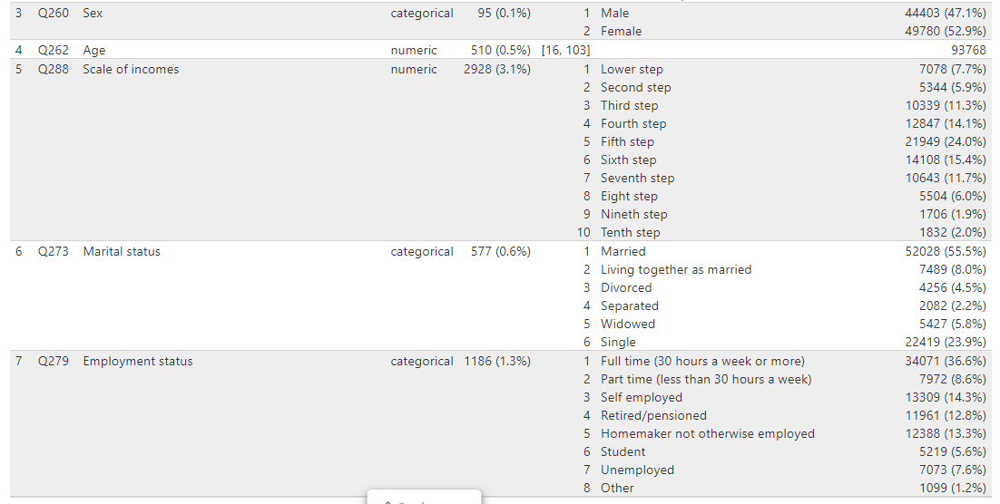 3 Q260 Sex categorical 95 (0.1%) 1 Male 44403 (47.1%)
2 Female 49780 (52.9%)
4 Q262 Age numeric 510 (0.5%) [16, 103] 93768
5 Q288 Scale of incomes numeric 2928 (3.1%) 1 Lower step 7078 (7.7%)
2 Second step 5344 (5.9%)
3 Third step 10339 (11.3%)
4 Fourth step 12847 (14.1%)
5 Fifth step 21949 (24.0%)
6 Sixth step 14108 (15.4%)
7 Seventh step 10643 (11.7%)
8 Eight step 5504 (6.0%)
9 Nineth step 1706 (1.9%)
10 Tenth step 1832 (2.0%)
6 Q273 Marital status categorical 577 (0.6%) 1 Married 52028 (55.5%)
2 Living together as married 7489 (8.0%)
3 Divorced 4256 (4.5%)
4 Separated 2082 (2.2%)
5 Widowed 5427 (5.8%)
6 Single 22419 (23.9%)
7 Q279 Employment status categorical 1186 (1.3%) 1 Full time (30 hours a week or more) 34071 (36.6%)
2 Part time (less than 30 hours a week) 7972 (8.6%)
3 Self employed 13309 (14.3%)
4 Retired/pensioned 11961 (12.8%)
5 Homemaker not otherwise employed 12388 (13.3%)
6 Student 5219 (5.6%)
7 Unemployed 7073 (7.6%)
8 Other 1099 (1.2%)